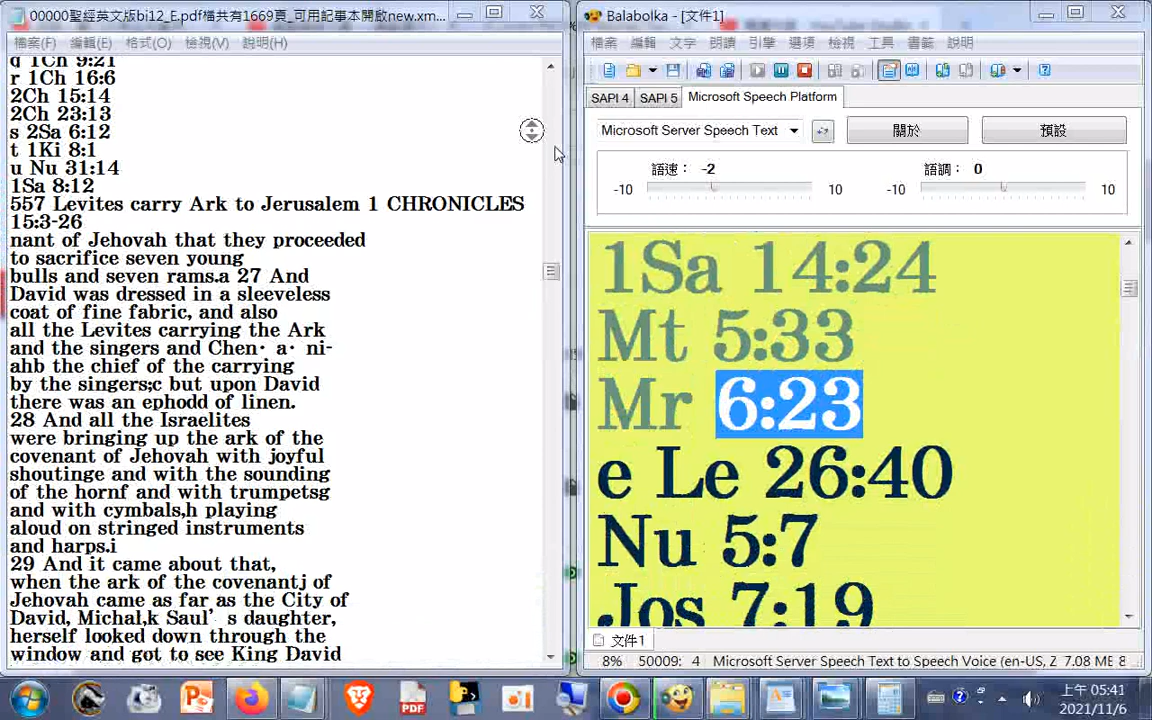 00000聖經英文版bi12_E.pdf檔共有1669頁_可用記事本開啟new.xm...
檔案(F) 編輯(E) 格式(O) 檢視(V) 說明(H)
q 1Ch 9:21
r 1Ch 16:6
2Ch 15:14
2Ch 23:13
s 2Sa 6:12
t 1Ki 8:1
u Nu 31:14
1Sa 8:12
557 Levites carry Ark to Jerusalem 1 CHRONICLES
15:3-26
nant of Jehovah that they proceeded
to sacrifice seven young
bulls and seven rams.a 27 And
David was dressed in a sleeveless
coat of fine fabric, and also
all the Levites carrying the Ark
and the singers and Chen· a· ni-
ahb the chief of the carrying
by the singers;c but upon David
there was an ephodd of linen.
28 And all the Israelites
were bringing up the ark of the
covenant of Jehovah with joyful
shoutinge and with the sounding
of the hornf and with trumpetsg
and with cymbals,h playing
aloud on stringed instruments
and harps.i
29 And it came about that,
when the ark of the covenantj of
Jehovah came as far as the City of
David, Michal,k Saul’ s daughter,
herself looked down through the
window and got to see King David
Balabolka - [文件1]
檔案 編輯 文字 朗讀 引擎 選項 檢視 工具 書籤 說明
SAPI 4 SAPI 5 Microsoft Speech Platform
Microsoft Server Speech Text 關於 預設
語速： -2 語調： 0
-10 10 -10 10
1Sa 14:24
Mt 5:33
Mr 6:23
e Le 26:40
Nu 5:7
Jos 7:19
文件1
8% 50009: 4 Microsoft Server Speech Text to Speech Voice (en-US, Z 7.08 MB 8
上午 05:41
2021/11/6